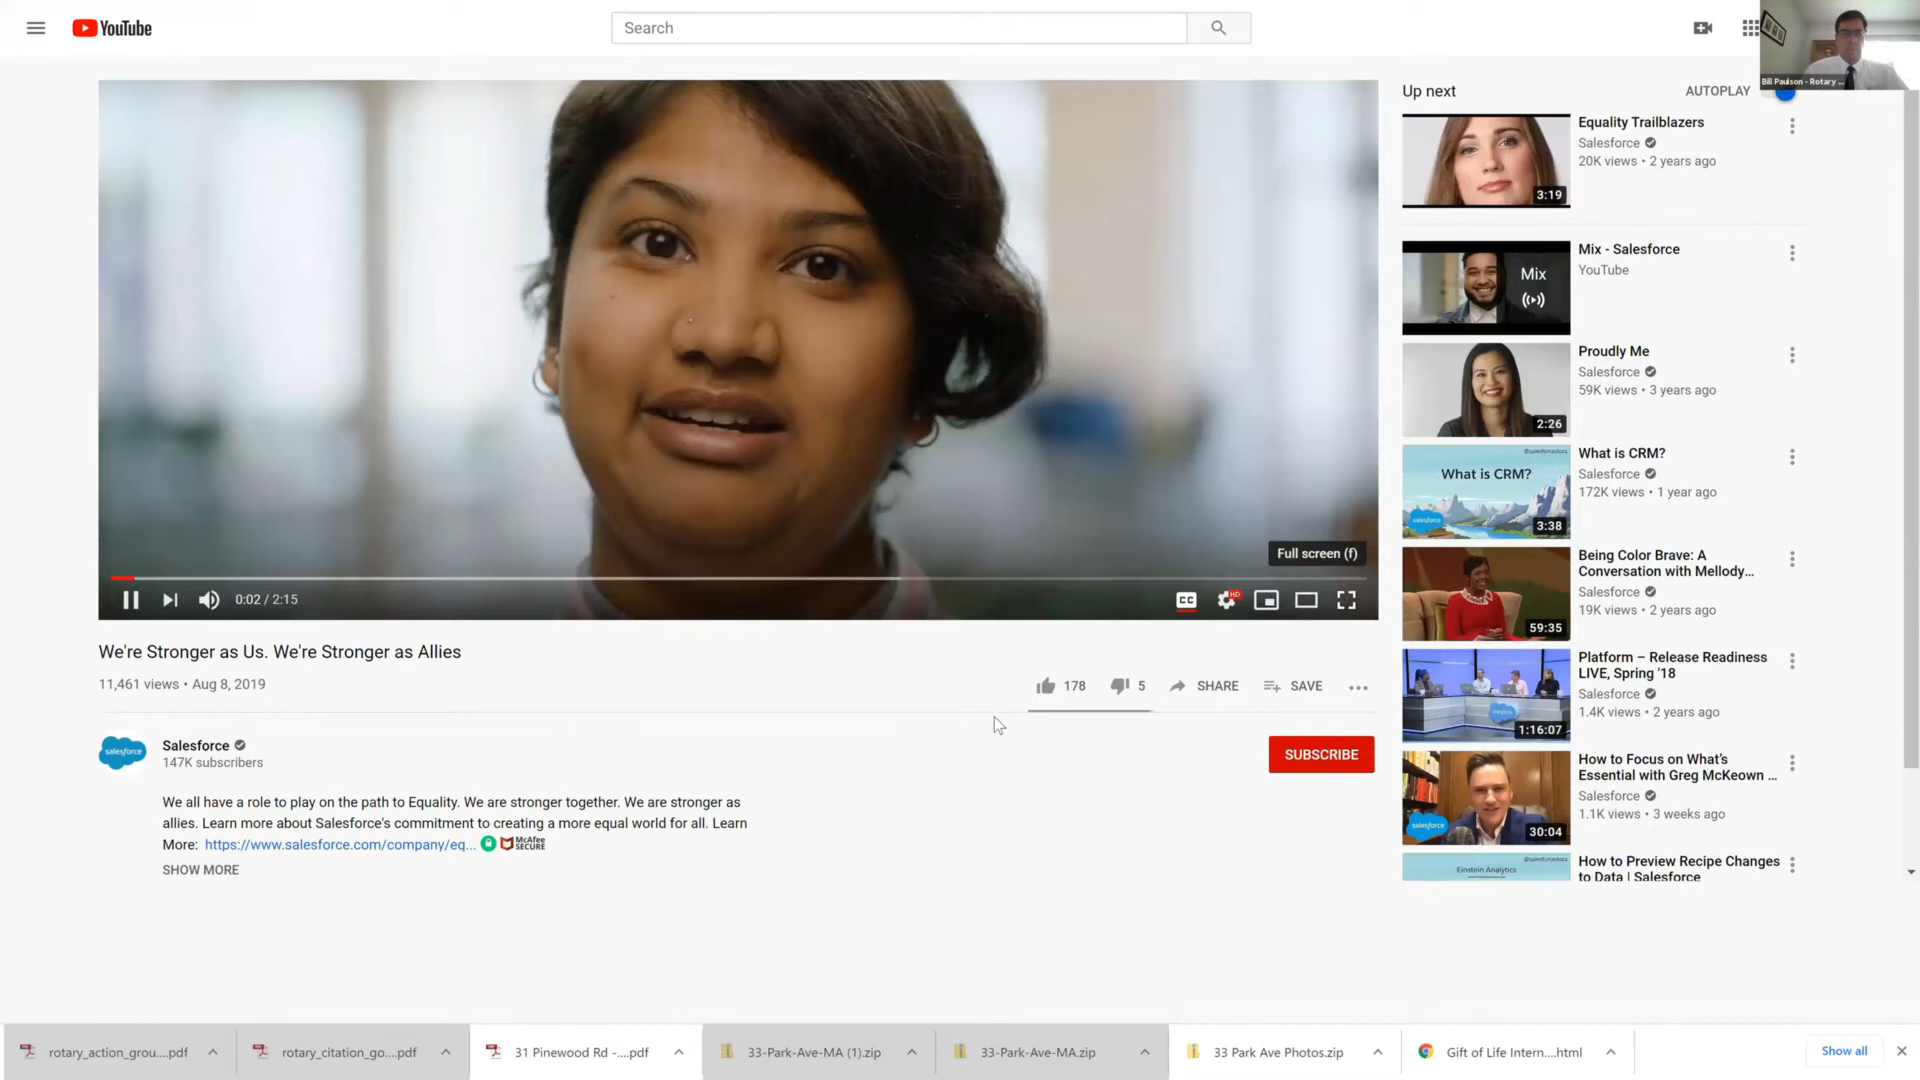 YouTube
Search
Bill Paulson - Rotary ...
Full screen (f)
CC
HD
0:02 / 2:15
We're Stronger as Us. We're Stronger as Allies
11,461 views • Aug 8, 2019
178
5
SHARE
SAVE
salesforce
Salesforce
147K subscribers
SUBSCRIBE
We all have a role to play on the path to Equality. We are stronger together. We are stronger as
allies. Learn more about Salesforce's commitment to creating a more equal world for all. Learn
More: https://www.salesforce.com/company/eq...
McAfee
SECURE
SHOW MORE
Up next
AUTOPLAY
3:19
Equality Trailblazers
Salesforce
20K views • 2 years ago
Mix
Mix - Salesforce
YouTube
2:26
Proudly Me
Salesforce
59K views • 3 years ago
@salesforcedocs
What is CRM?
salesforce
3:38
What is CRM?
Salesforce
172K views • 1 year ago
59:35
Being Color Brave: A
Conversation with Mellody...
Salesforce
19K views • 2 years ago
salesforce
1:16:07
Platform – Release Readiness
LIVE, Spring '18
Salesforce
1.4K views • 2 years ago
salesforce
30:04
How to Focus on What's
Essential with Greg McKeown ...
Salesforce
1.1K views • 3 weeks ago
@salesforcedocs
Einstein Analytics
How to Preview Recipe Changes
to Data | Salesforce
rotary_action_grou....pdf
rotary_citation_go....pdf
31 Pinewood Rd -....pdf
33-Park-Ave-MA (1).zip
33-Park-Ave-MA.zip
33 Park Ave Photos.zip
Gift of Life Intern....html
Show all